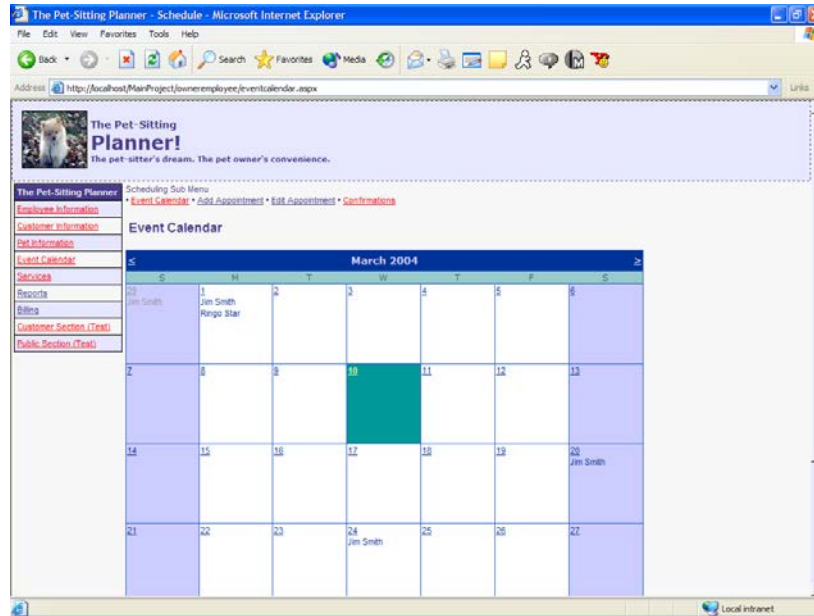 The Pet-Sitting Planner - Schedule - Microsoft Internet Explorer
File Edit View Favorites Tools Help
Back Search Favorites Media
Address http://localhost/MainProject/owneremployee/eventcalendar.aspx Links
The Pet-Sitting
Planner!
The pet-sitter's dream. The pet owner's convenience.
The Pet-Sitting Planner
Employee Information
Customer Information
Pet Information
Event Calendar
Services
Reports
Billing
Customer Section (Test)
Public Section (Test)
Scheduling Sub Menu
• Event Calendar • Add Appointment • Edit Appointment • Confirmations
Event Calendar
< March 2004 >
S M T W T F S
29 1 2 3 4 5 6
Jim Smith Jim Smith
Ringo Star
7 8 9 10 11 12 13
14 15 16 17 18 19 20
Jim Smith
21 22 23 24 25 26 27
Jim Smith
Local intranet